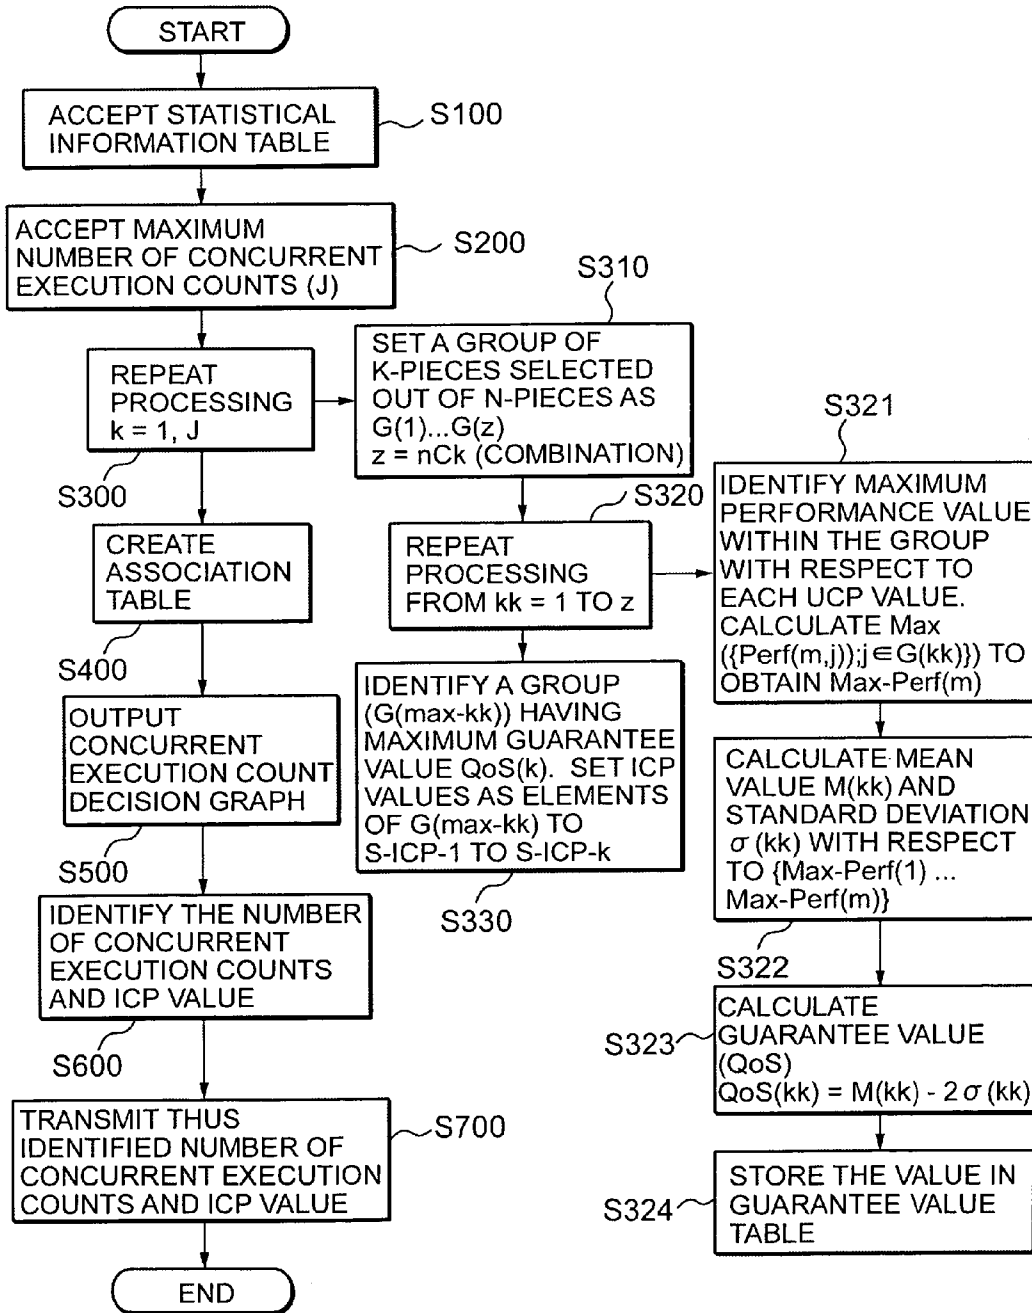 START
ACCEPT STATISTICAL
INFORMATION TABLE
S100
ACCEPT MAXIMUM
NUMBER OF CONCURRENT
EXECUTION COUNTS (J)
S200
REPEAT
PROCESSING
k = 1, J
S300
CREATE
ASSOCIATION
TABLE
S400
OUTPUT
CONCURRENT
EXECUTION COUNT
DECISION GRAPH
S500
IDENTIFY THE NUMBER
OF CONCURRENT
EXECUTION COUNTS
AND ICP VALUE
S600
TRANSMIT THUS
IDENTIFIED NUMBER OF
CONCURRENT EXECUTION
COUNTS AND ICP VALUE
S700
END
S310
SET A GROUP OF
K-PIECES SELECTED
OUT OF N-PIECES AS
G(1)...G(z)
z = nCk (COMBINATION)
S320
REPEAT
PROCESSING
FROM kk = 1 TO z
IDENTIFY A GROUP
(G(max-kk)) HAVING
MAXIMUM GUARANTEE
VALUE QoS(k). SET ICP
VALUES AS ELEMENTS
OF G(max-kk) TO
S-ICP-1 TO S-ICP-k
S330
S321
IDENTIFY MAXIMUM
PERFORMANCE VALUE
WITHIN THE GROUP
WITH RESPECT TO
EACH UCP VALUE.
CALCULATE Max
({Perf(m,j));j∈G(kk)}) TO
OBTAIN Max-Perf(m)
CALCULATE MEAN
VALUE M(kk) AND
STANDARD DEVIATION
σ(kk) WITH RESPECT
TO {Max-Perf(1) ...
Max-Perf(m)}
S322
CALCULATE
GUARANTEE VALUE
(QoS)
QoS(kk) = M(kk) - 2σ(kk)
S323
STORE THE VALUE IN
GUARANTEE VALUE
TABLE
S324